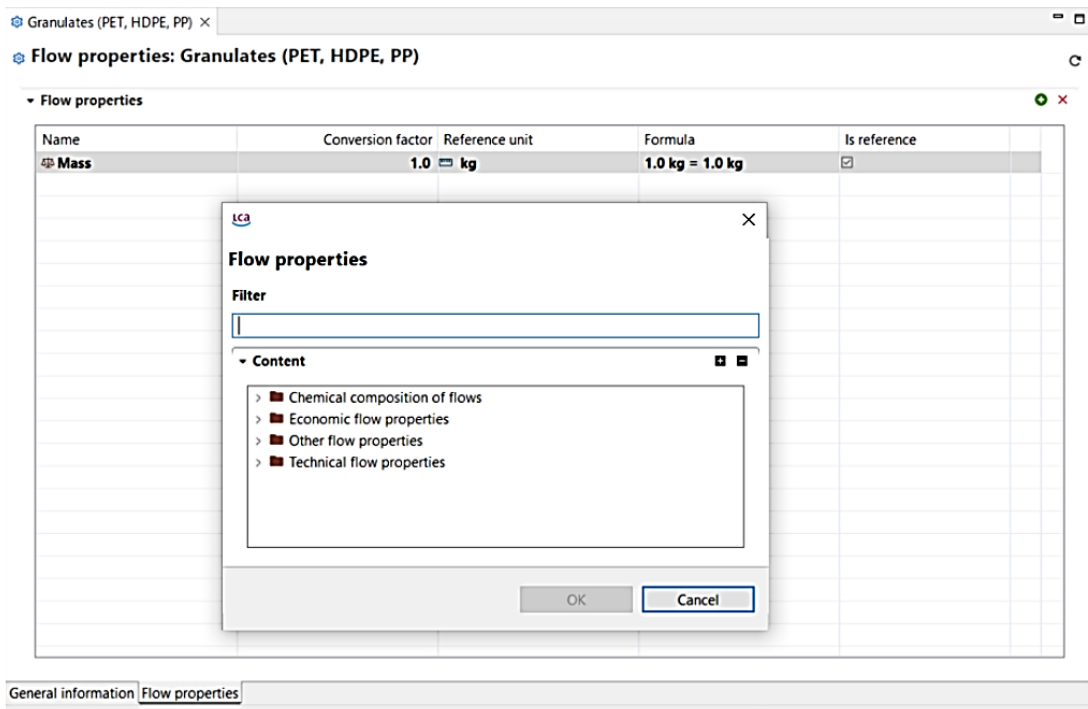 Granulates (PET, HDPE, PP)
Flow properties: Granulates (PET, HDPE, PP)
Flow properties
Name Conversion factor Reference unit Formula Is reference
Mass 1.0 kg 1.0 kg = 1.0 kg
LCA
Flow properties
Filter
Content
Chemical composition of flows
Economic flow properties
Other flow properties
Technical flow properties
OK Cancel
General information Flow properties